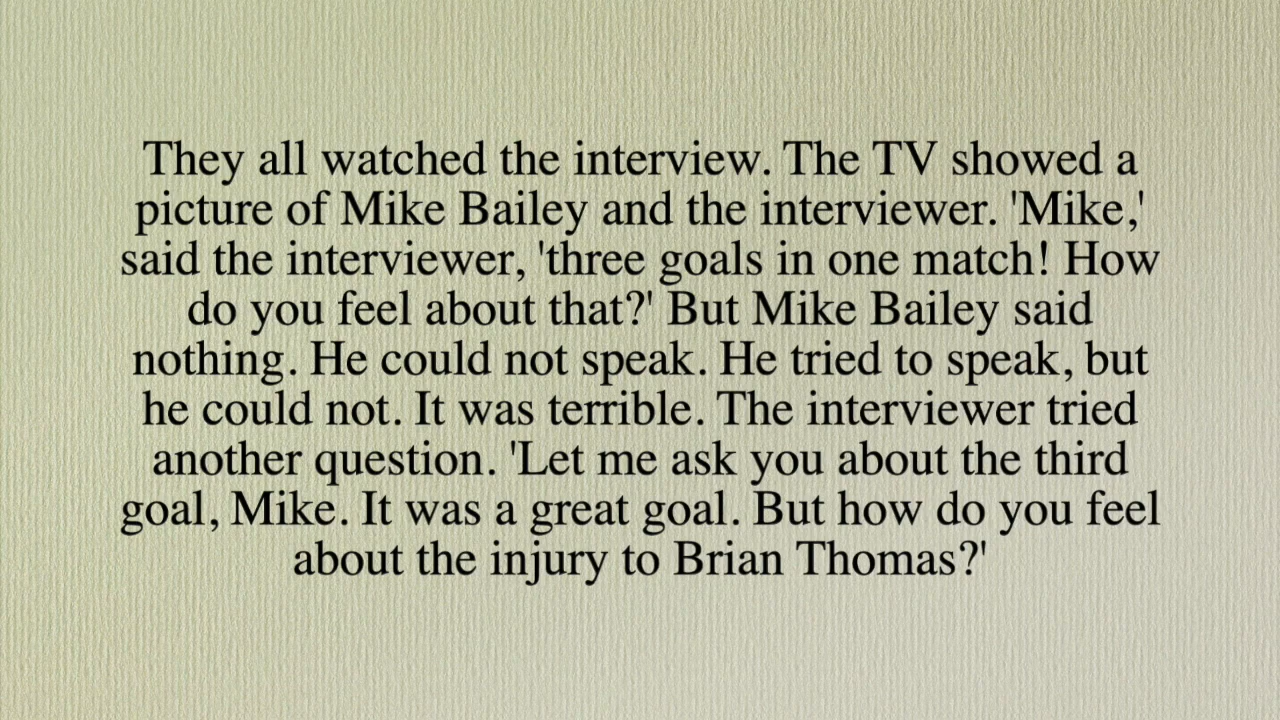 They all watched the interview. The TV showed a
picture of Mike Bailey and the interviewer. 'Mike,'
said the interviewer, 'three goals in one match! How
do you feel about that?' But Mike Bailey said
nothing. He could not speak. He tried to speak, but
he could not. It was terrible. The interviewer tried
another question. 'Let me ask you about the third
goal, Mike. It was a great goal. But how do you feel
about the injury to Brian Thomas?'